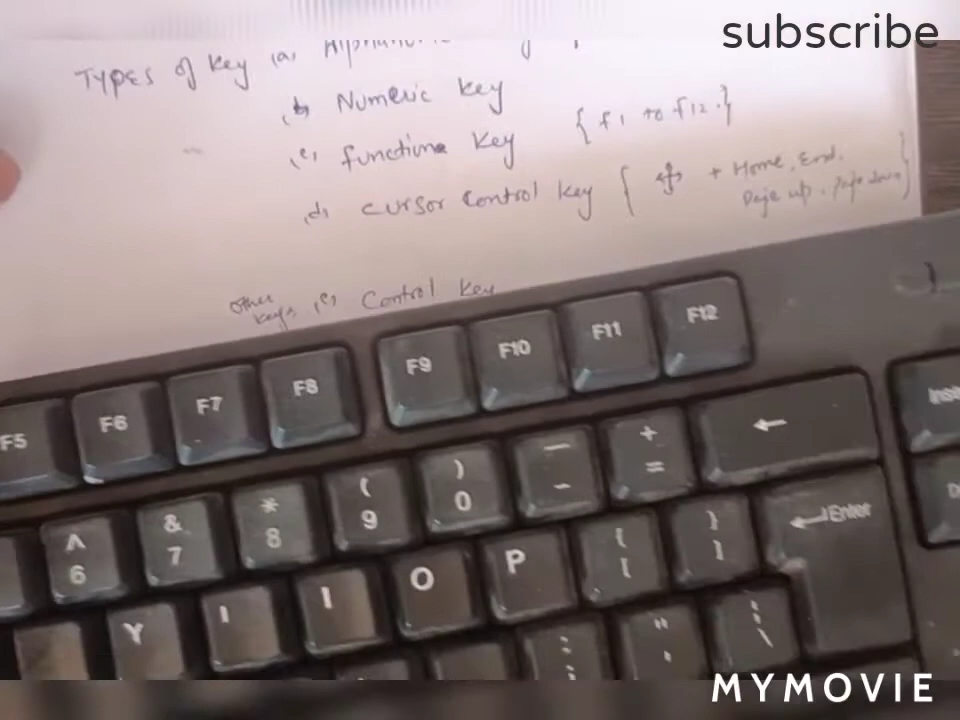 subscribe
Types of key (a)
(b) Numeric key
(c) function key { f1 to f12 }
(d) cursor control key { + Home, End,
Page up, Page down }
other
keys (e) Control key
F5 F6 F7 F8 F9 F10 F11 F12
^ & * ( ) — +
6 7 8 9 0 - = ←
Y I I O P { } Enter
[ ]
: " ¦
; ' \
MYMOVIE